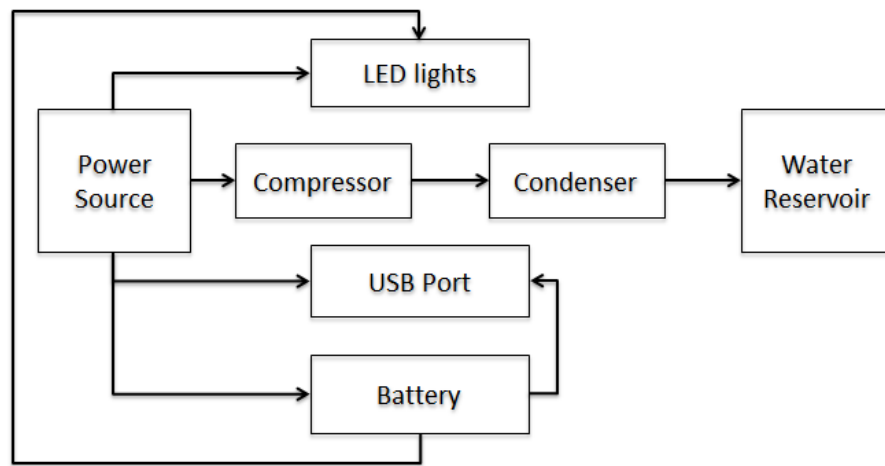 LED lights
Power
Source
Compressor
Condenser
Water
Reservoir
USB Port
Battery